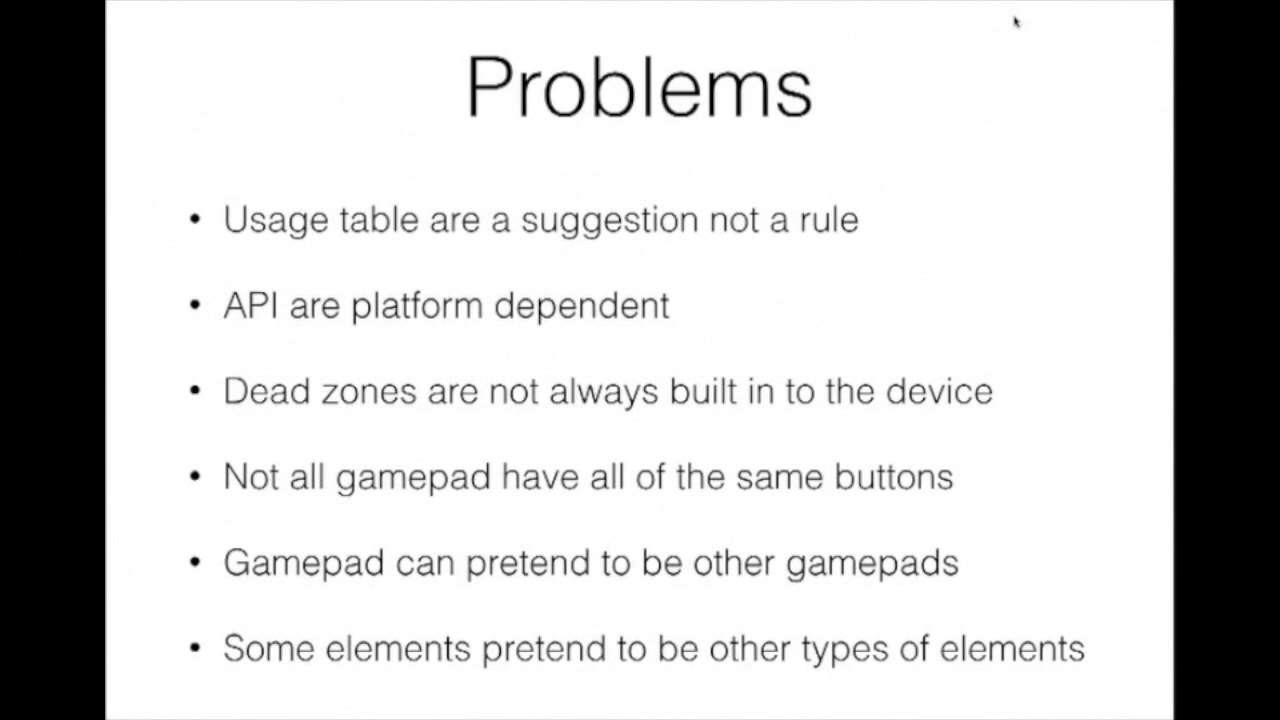 Problems
• Usage table are a suggestion not a rule
• API are platform dependent
• Dead zones are not always built in to the device
• Not all gamepad have all of the same buttons
• Gamepad can pretend to be other gamepads
• Some elements pretend to be other types of elements